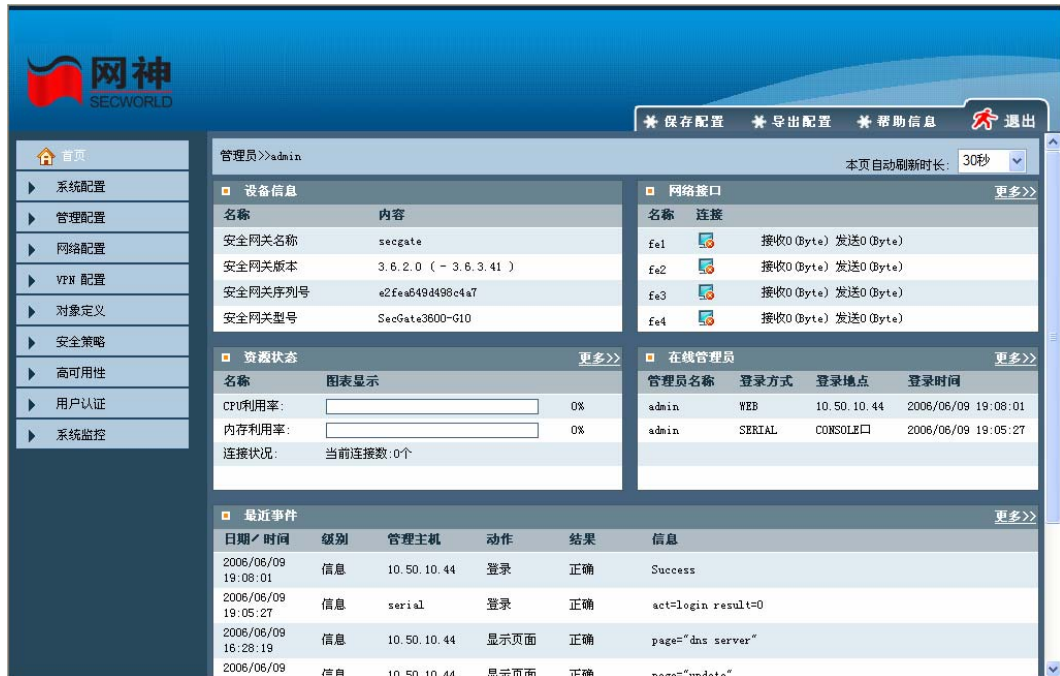 网神
SECWORLD
保存配置 导出配置 帮助信息 退出
首页
系统配置
管理配置
网络配置
VPN 配置
对象定义
安全策略
高可用性
用户认证
系统监控
管理员>>admin
本页自动刷新时长: 30秒
设备信息
名称 内容
安全网关名称 secgate
安全网关版本 3.6.2.0 ( - 3.6.3.41 )
安全网关序列号 e2fea649d498c4a7
安全网关型号 SecGate3600-G10
网络接口 更多>>
名称 连接
fe1 接收0(Byte) 发送0(Byte)
fe2 接收0(Byte) 发送0(Byte)
fe3 接收0(Byte) 发送0(Byte)
fe4 接收0(Byte) 发送0(Byte)
资源状态 更多>>
名称 图表显示
CPU利用率: 0%
内存利用率: 0%
连接状况: 当前连接数:0个
在线管理员 更多>>
管理员名称 登录方式 登录地点 登录时间
admin WEB 10.50.10.44 2006/06/09 19:08:01
admin SERIAL CONSOLE口 2006/06/09 19:05:27
最近事件 更多>>
日期/时间 级别 管理主机 动作 结果 信息
2006/06/09 19:08:01 信息 10.50.10.44 登录 正确 Success
2006/06/09 19:05:27 信息 serial 登录 正确 act=login result=0
2006/06/09 16:28:19 信息 10.50.10.44 显示页面 正确 page="dns server"
2006/06/09 信息 10.50.10.44 显示页面 正确 page="update"